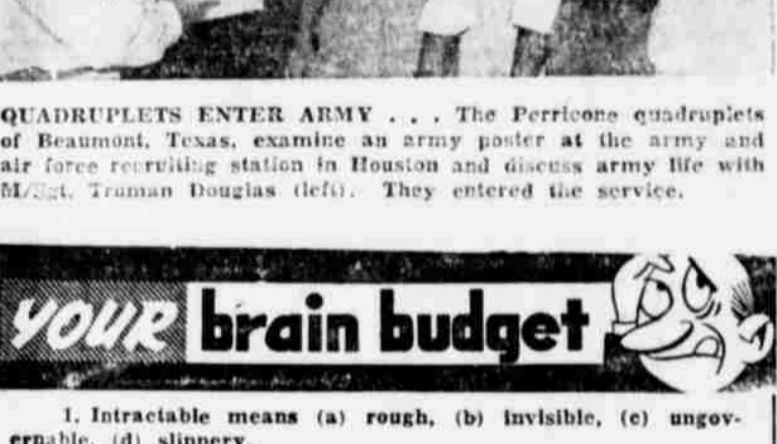 QUADRUPLETS ENTER ARMY . . . The Perricone quadruplets
of Beaumont, Texas, examine an army poster at the army and
air force recruiting station in Houston and discuss army life with
M/Sgt. Truman Douglas (left). They entered the service.
YOUR brain budget
1. Intractable means (a) rough, (b) invisible, (c) ungov-
ernable, (d) slippery.